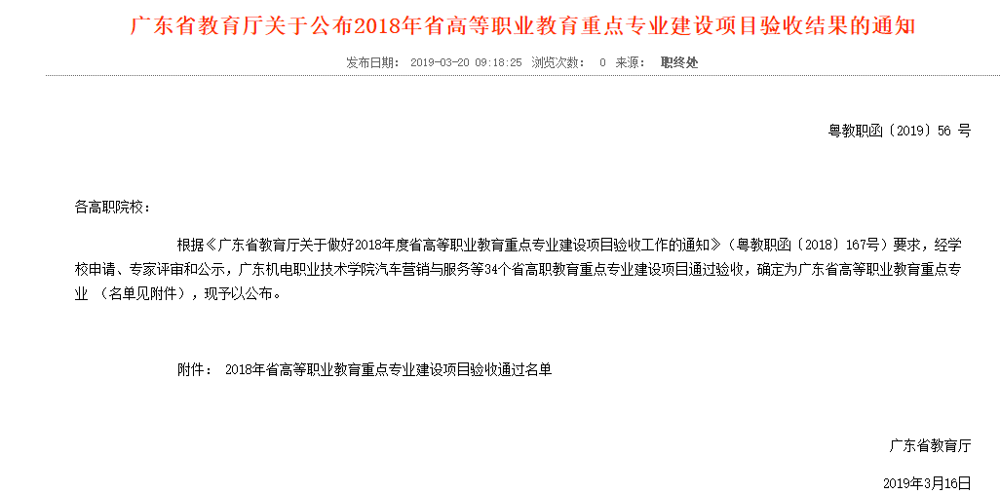 广东省教育厅关于公布2018年省高等职业教育重点专业建设项目验收结果的通知
发布日期： 2019-03-20 09:18:25 浏览次数： 0 来源： 职终处
粤教职函〔2019〕56 号
各高职院校：
根据《广东省教育厅关于做好2018年度省高等职业教育重点专业建设项目验收工作的通知》（粤教职函〔2018〕167号）要求，经学
校申请、专家评审和公示，广东机电职业技术学院汽车营销与服务等34个省高职教育重点专业建设项目通过验收，确定为广东省高等职业教育重点专
业 （名单见附件），现予以公布。
附件： 2018年省高等职业教育重点专业建设项目验收通过名单
广东省教育厅
2019年3月16日